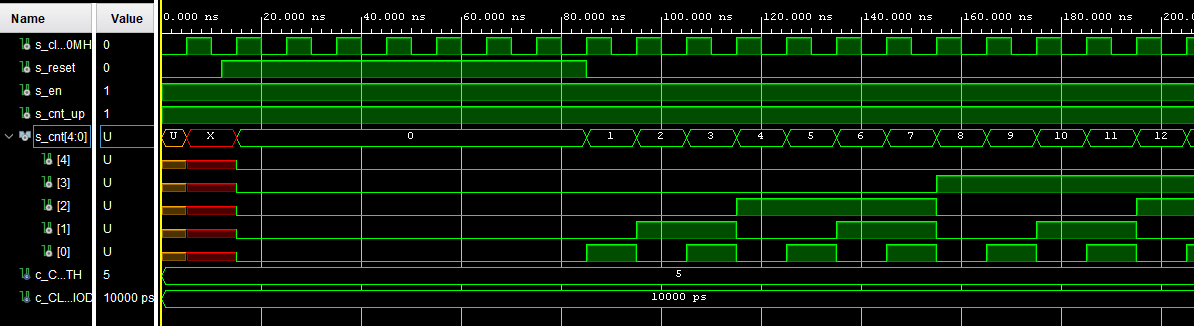 Name Value 0.000 ns 20.000 ns 40.000 ns 60.000 ns 80.000 ns 100.000 ns 120.000 ns 140.000 ns 160.000 ns 180.000 ns 200.0
s_cl...0MH 0
s_reset 0
s_en 1
s_cnt_up 1
s_cnt[4:0] U U X 0 1 2 3 4 5 6 7 8 9 10 11 12
[4] U
[3] U
[2] U
[1] U
[0] U
c_C...TH 5 5
c_CL...IOD 10000 ps 10000 ps